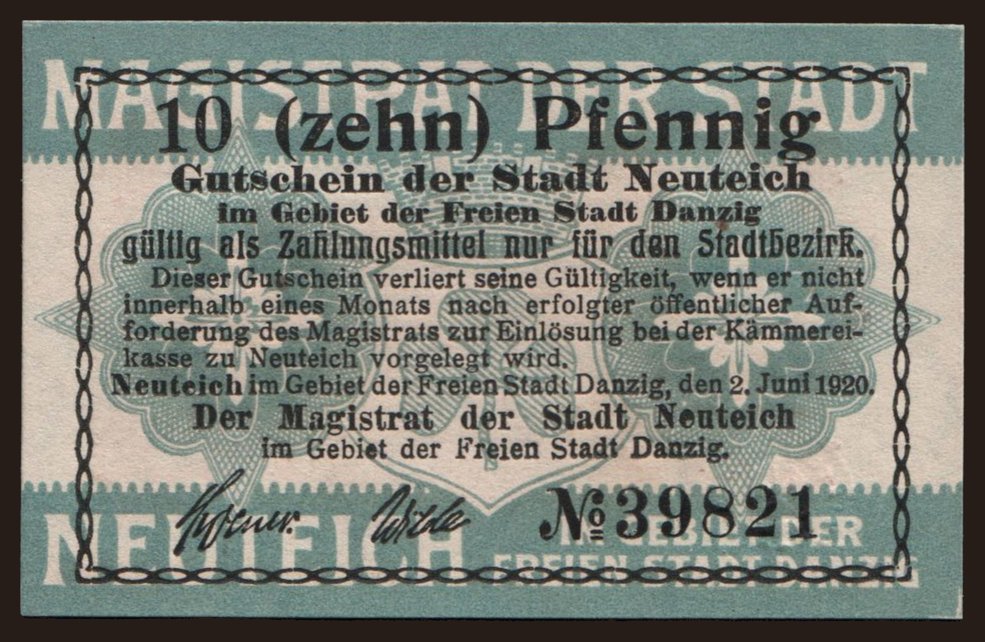 MAGISTRAT DER STADT
10 (zehn) Pfennig
Gutschein der Stadt Neuteich
im Gebiet der Freien Stadt Danzig
gültig als Zahlungsmittel nur für den Stadtbezirk.
Dieser Gutschein verliert seine Gültigkeit, wenn er nicht
innerhalb eines Monats nach erfolgter öffentlicher Auf-
forderung des Magistrats zur Einlösung bei der Kämmerei-
kasse zu Neuteich vorgelegt wird.
Neuteich im Gebiet der Freien Stadt Danzig, den 2. Juni 1920.
Der Magistrat der Stadt Neuteich
im Gebiet der Freien Stadt Danzig.
№ 39821
NEUTEICH IM GEBIET DER
FREIEN STADT DANZIG